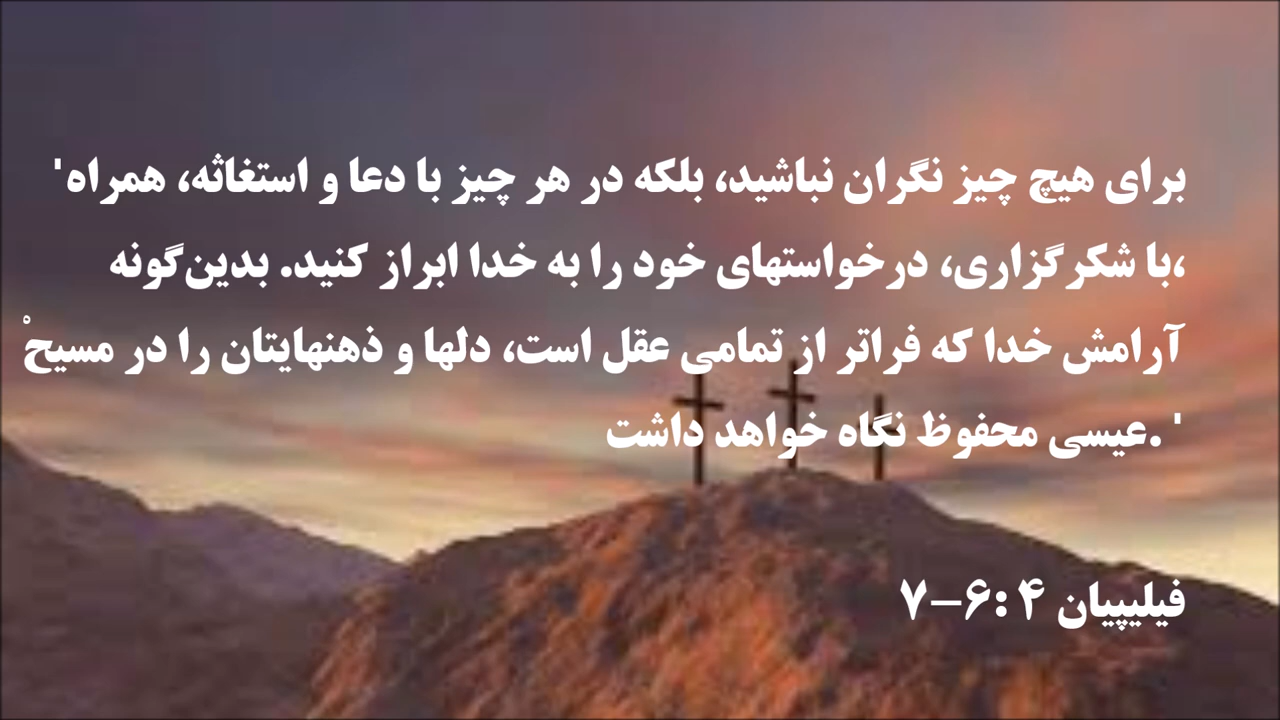 برای هیچ چیز نگران نباشید، بلکه در هر چیز با دعا و استغاثه، همراه'
،با شکرگزاری، درخواستهای خود را به خدا ابراز کنید. بدین‌گونه
آرامش خدا که فراتر از تمامی عقل است، دلها و ذهنهایتان را در مسیحْ
' .عیسی محفوظ نگاه خواهد داشت
فیلیپیان ۴ :۶-۷